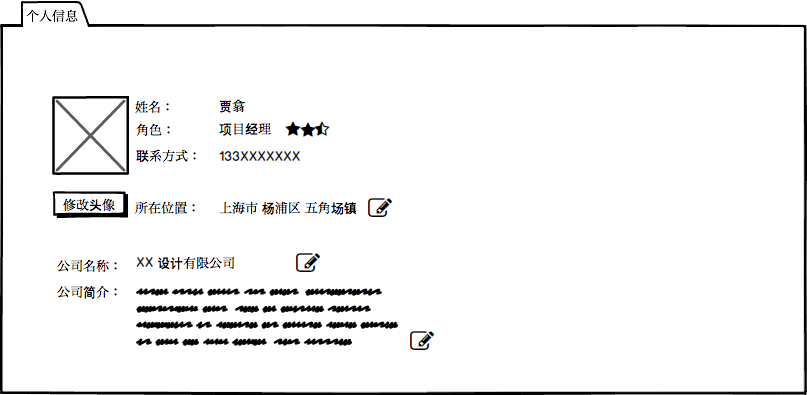 个人信息
姓名： 贾翕
角色： 项目经理
联系方式： 133XXXXXXX
修改头像
所在位置： 上海市 杨浦区 五角场镇
公司名称： XX 设计有限公司
公司简介：